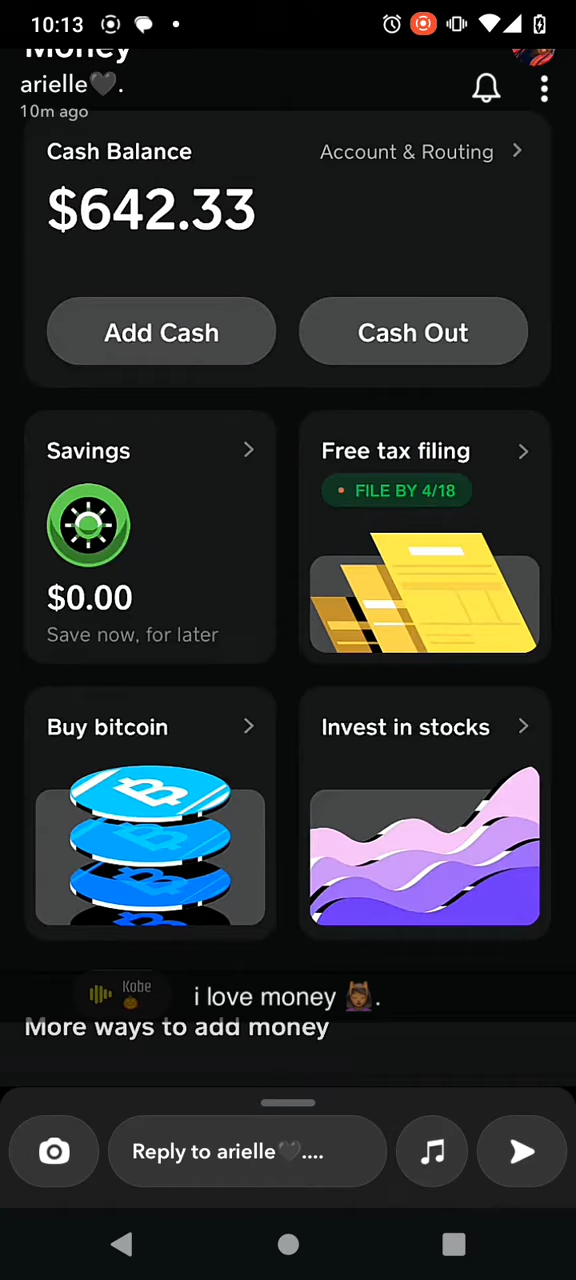 10:13
Money
arielle🖤.
10m ago
Cash Balance
Account & Routing
$642.33
Add Cash
Cash Out
Savings
Free tax filing
FILE BY 4/18
$0.00
Save now, for later
Buy bitcoin
Invest in stocks
Kobe
🎃
i love money 💆🏾‍♀️.
More ways to add money
Reply to arielle🖤....